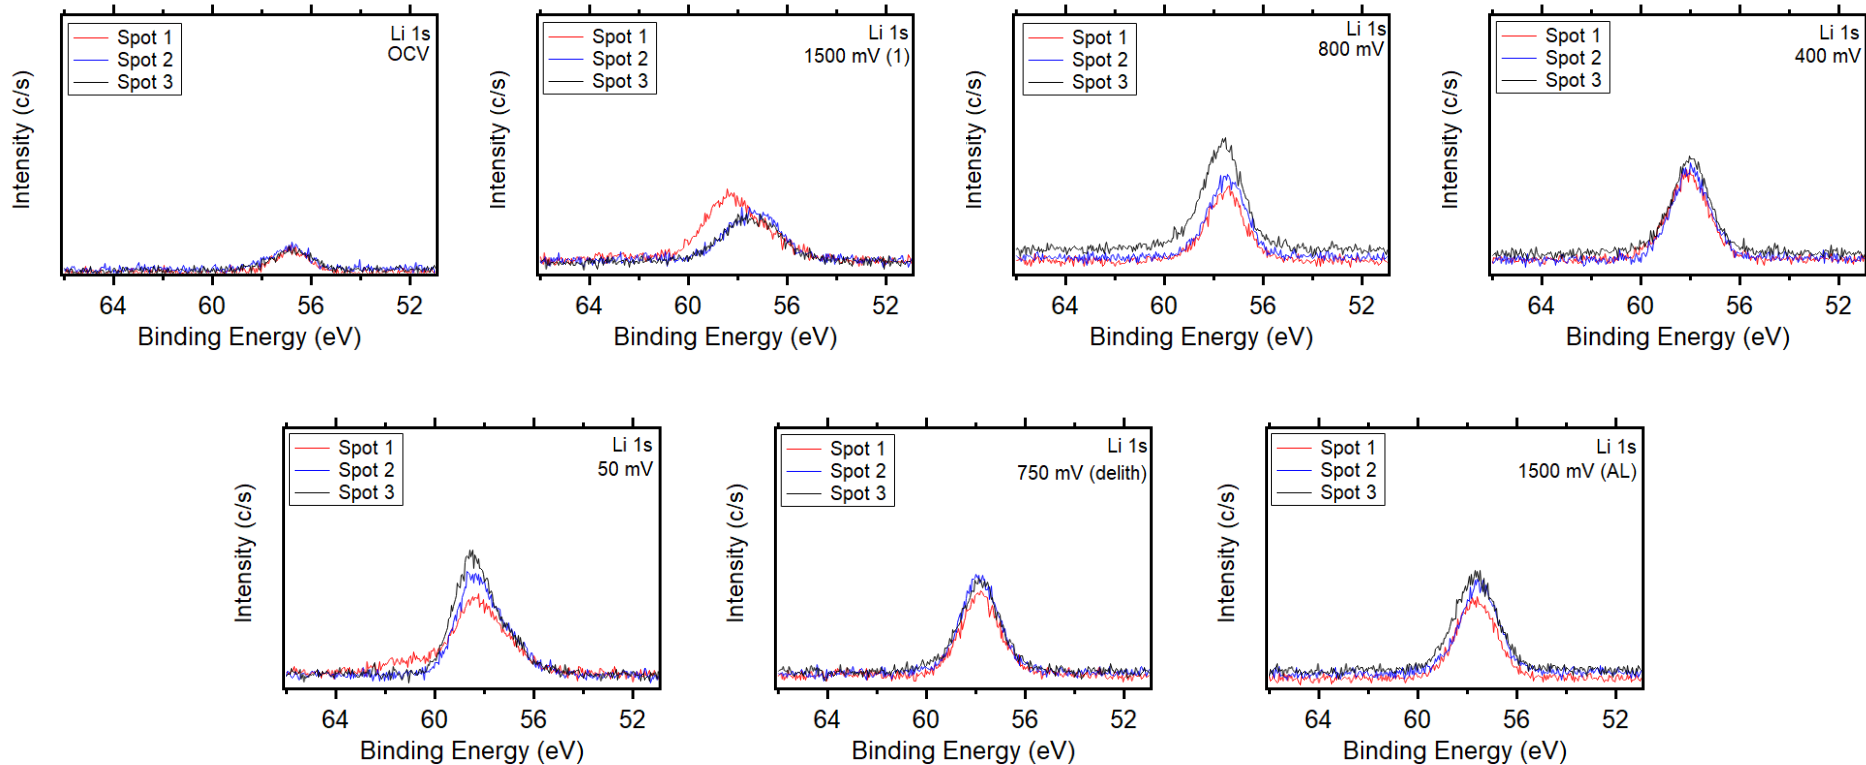 Spot 1
Spot 2
Spot 3
Li 1s
OCV
Intensity (c/s)
64 60 56 52
Binding Energy (eV)
Spot 1
Spot 2
Spot 3
Li 1s
1500 mV (1)
Intensity (c/s)
64 60 56 52
Binding Energy (eV)
Spot 1
Spot 2
Spot 3
Li 1s
800 mV
Intensity (c/s)
64 60 56 52
Binding Energy (eV)
Spot 1
Spot 2
Spot 3
Li 1s
400 mV
Intensity (c/s)
64 60 56 52
Binding Energy (eV)
Spot 1
Spot 2
Spot 3
Li 1s
50 mV
Intensity (c/s)
64 60 56 52
Binding Energy (eV)
Spot 1
Spot 2
Spot 3
Li 1s
750 mV (delith)
Intensity (c/s)
64 60 56 52
Binding Energy (eV)
Spot 1
Spot 2
Spot 3
Li 1s
1500 mV (AL)
Intensity (c/s)
64 60 56 52
Binding Energy (eV)